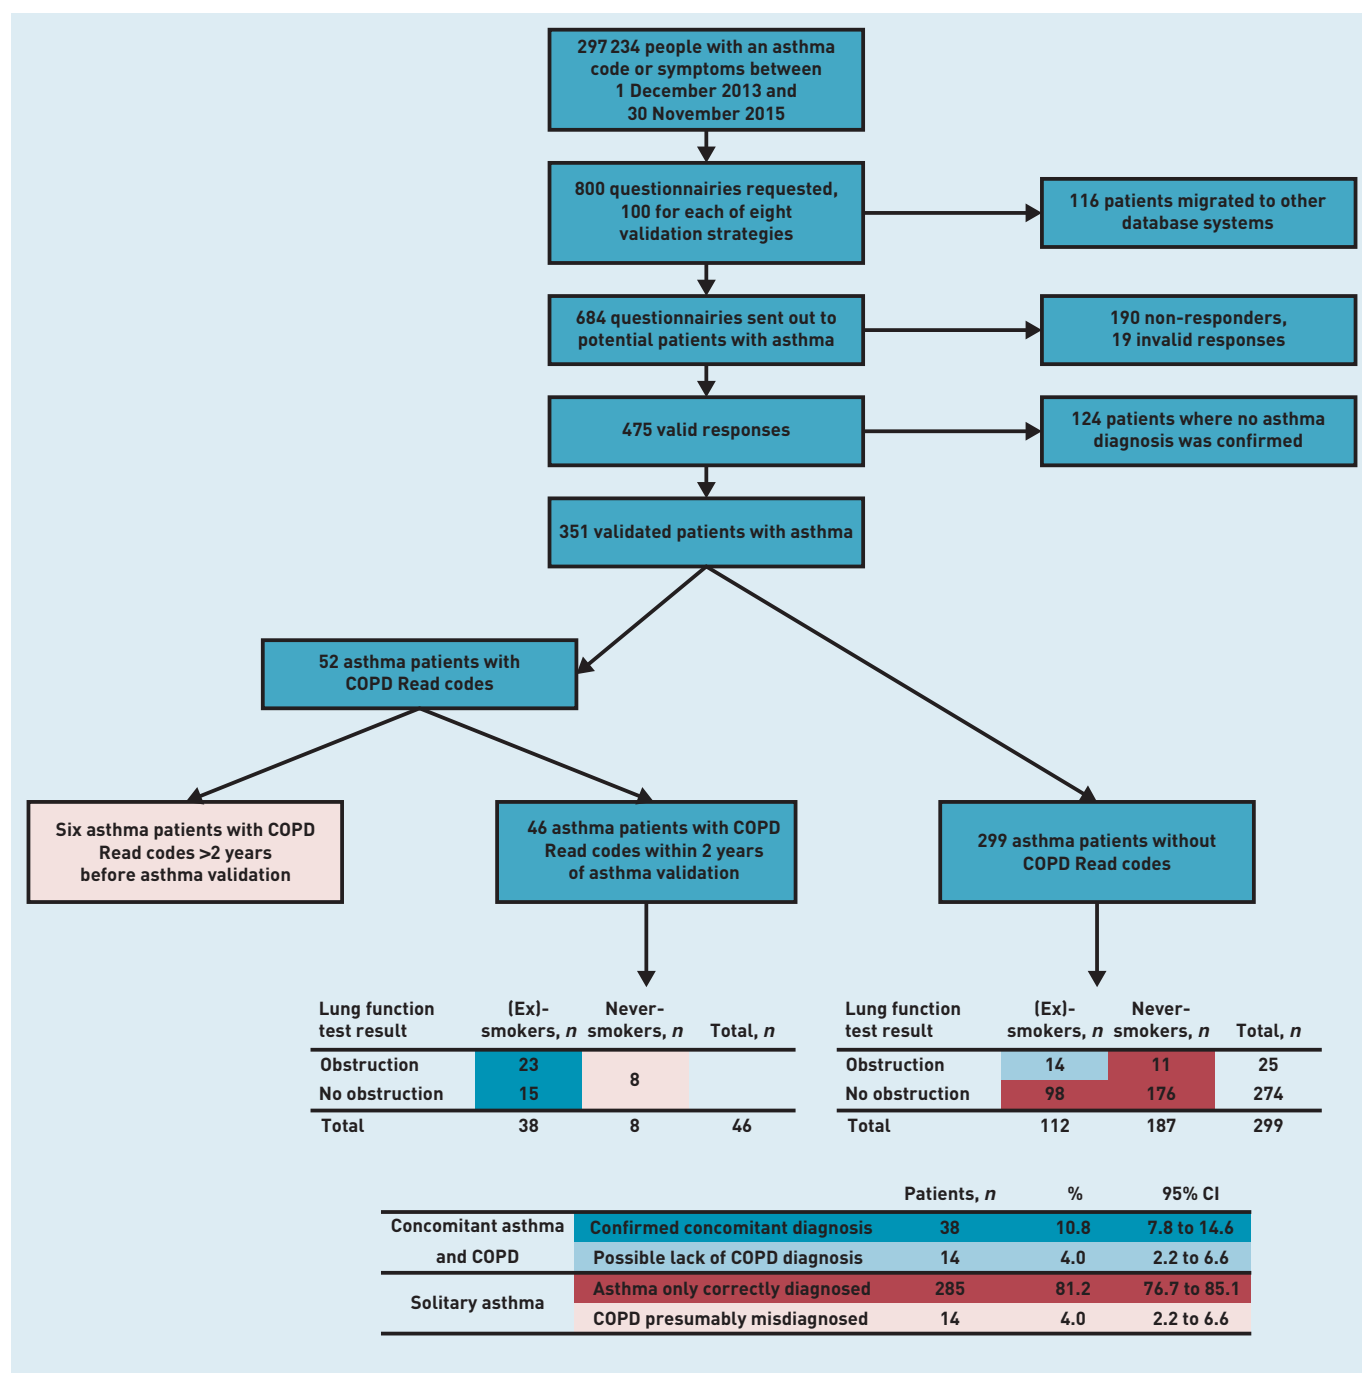 297 234 people with an asthma
code or symptoms between
1 December 2013 and
30 November 2015
800 questionnairies requested,
100 for each of eight
validation strategies
116 patients migrated to other
database systems
684 questionnairies sent out to
potential patients with asthma
190 non-responders,
19 invalid responses
475 valid responses
124 patients where no asthma
diagnosis was confirmed
351 validated patients with asthma
52 asthma patients with
COPD Read codes
Six asthma patients with COPD
Read codes >2 years
before asthma validation
46 asthma patients with COPD
Read codes within 2 years
of asthma validation
299 asthma patients without
COPD Read codes
Lung function (Ex)- Never-
test result smokers, n smokers, n Total, n
Obstruction 23
8
No obstruction 15
Total 38 8 46
Lung function (Ex)- Never-
test result smokers, n smokers, n Total, n
Obstruction 14 11 25
No obstruction 98 176 274
Total 112 187 299
Patients, n % 95% CI
Concomitant asthma Confirmed concomitant diagnosis 38 10.8 7.8 to 14.6
and COPD Possible lack of COPD diagnosis 14 4.0 2.2 to 6.6
Solitary asthma Asthma only correctly diagnosed 285 81.2 76.7 to 85.1
COPD presumably misdiagnosed 14 4.0 2.2 to 6.6